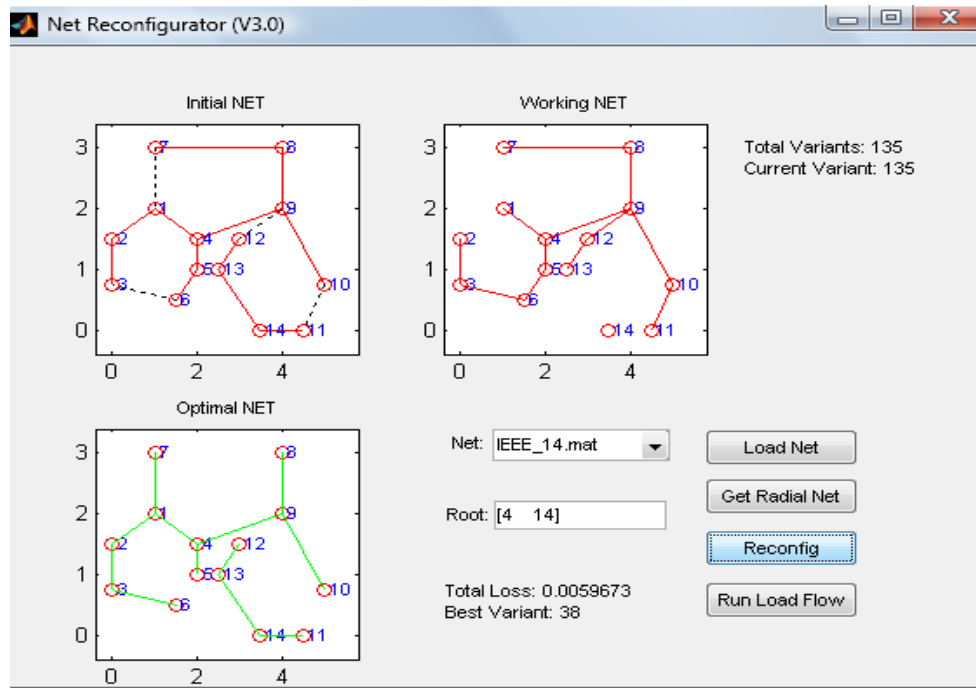 Net Reconfigurator (V3.0)
Initial NET
Working NET
3
2
1
0
0 2 4
7 8
1 9
2 4 12
5 13
3 10
6
14 11
3
2
1
0
0 2 4
7 8
1 9
2 4 12
5 13
3 10
6
14 11
Total Variants: 135
Current Variant: 135
Optimal NET
3
2
1
0
0 2 4
7 8
1 9
2 4 12
5 13
3 10
6
14 11
Net: IEEE_14.mat
Load Net
Get Radial Net
Root: [4 14]
Reconfig
Total Loss: 0.0059673
Best Variant: 38
Run Load Flow